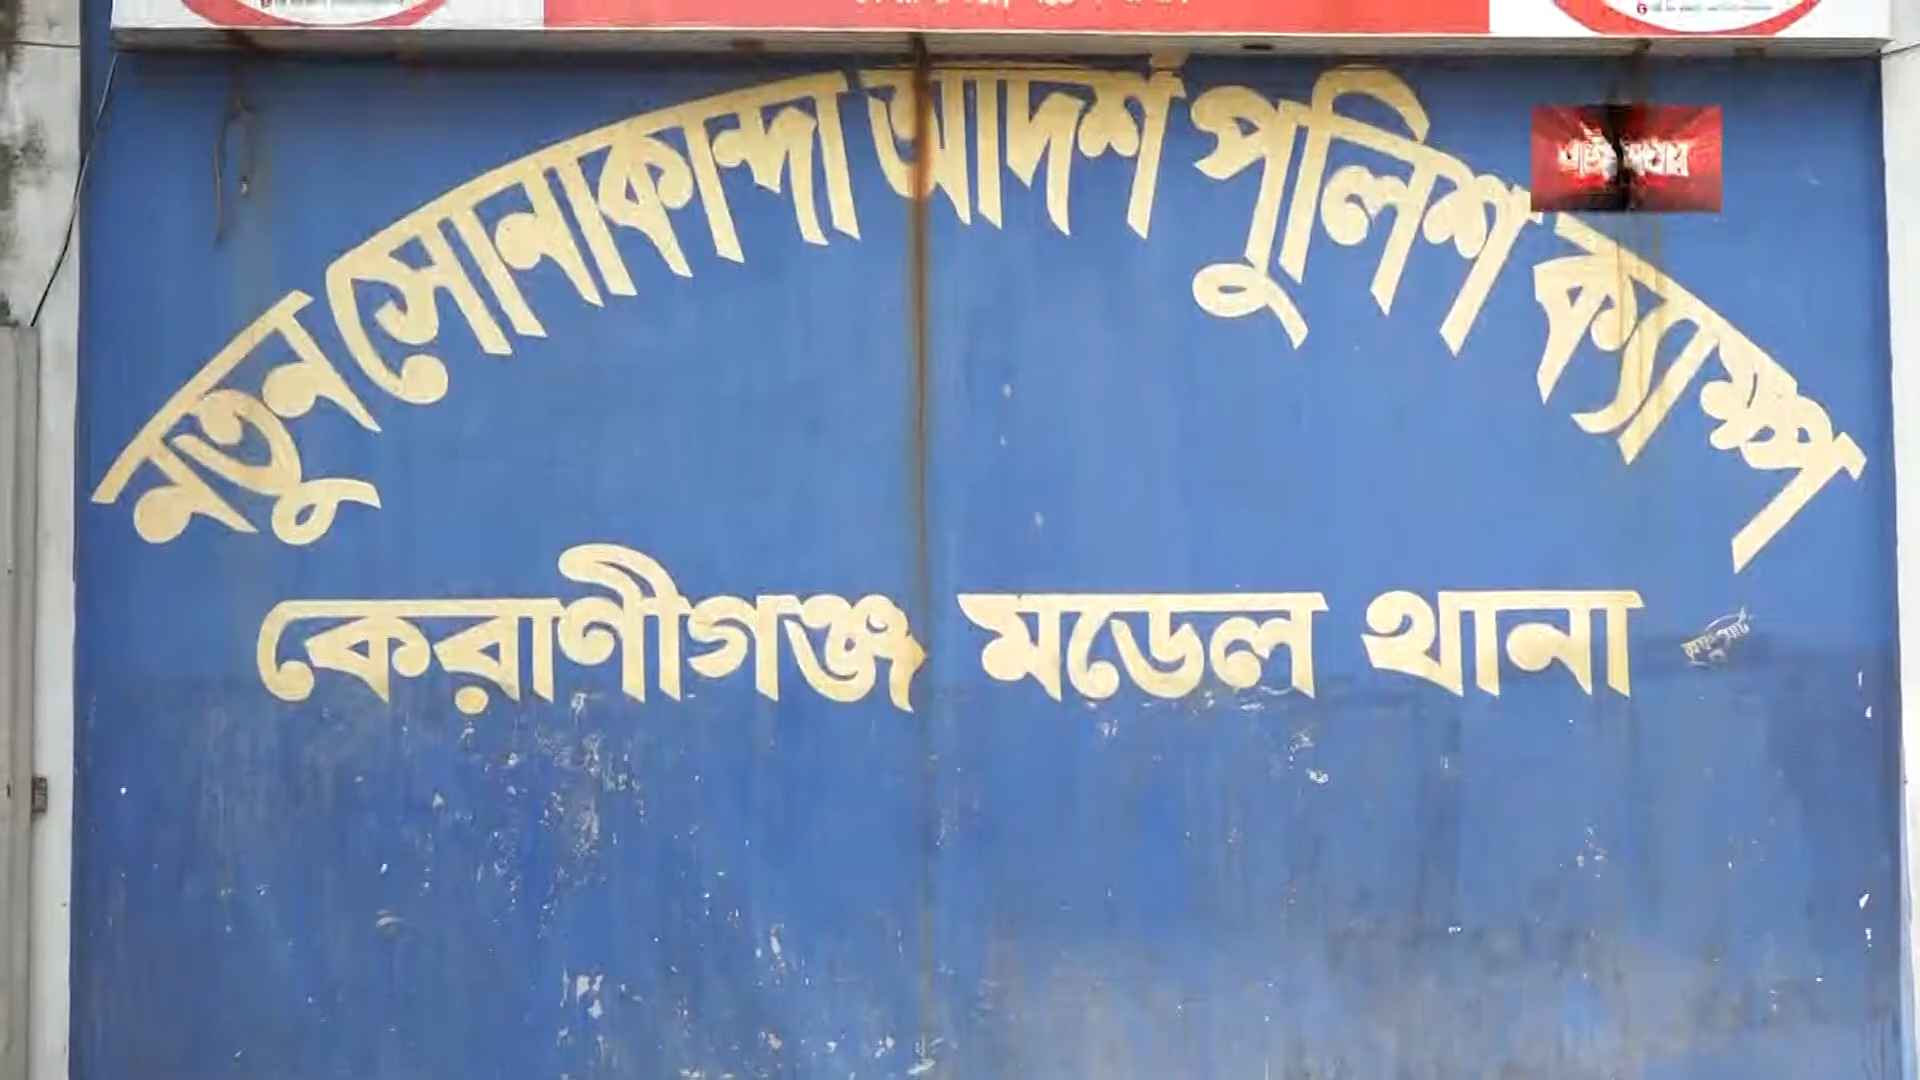 নতুন সোনাকান্দা আদর্শ পুলিশ ক্যাম্প
কেরাণীগঞ্জ মডেল থানা